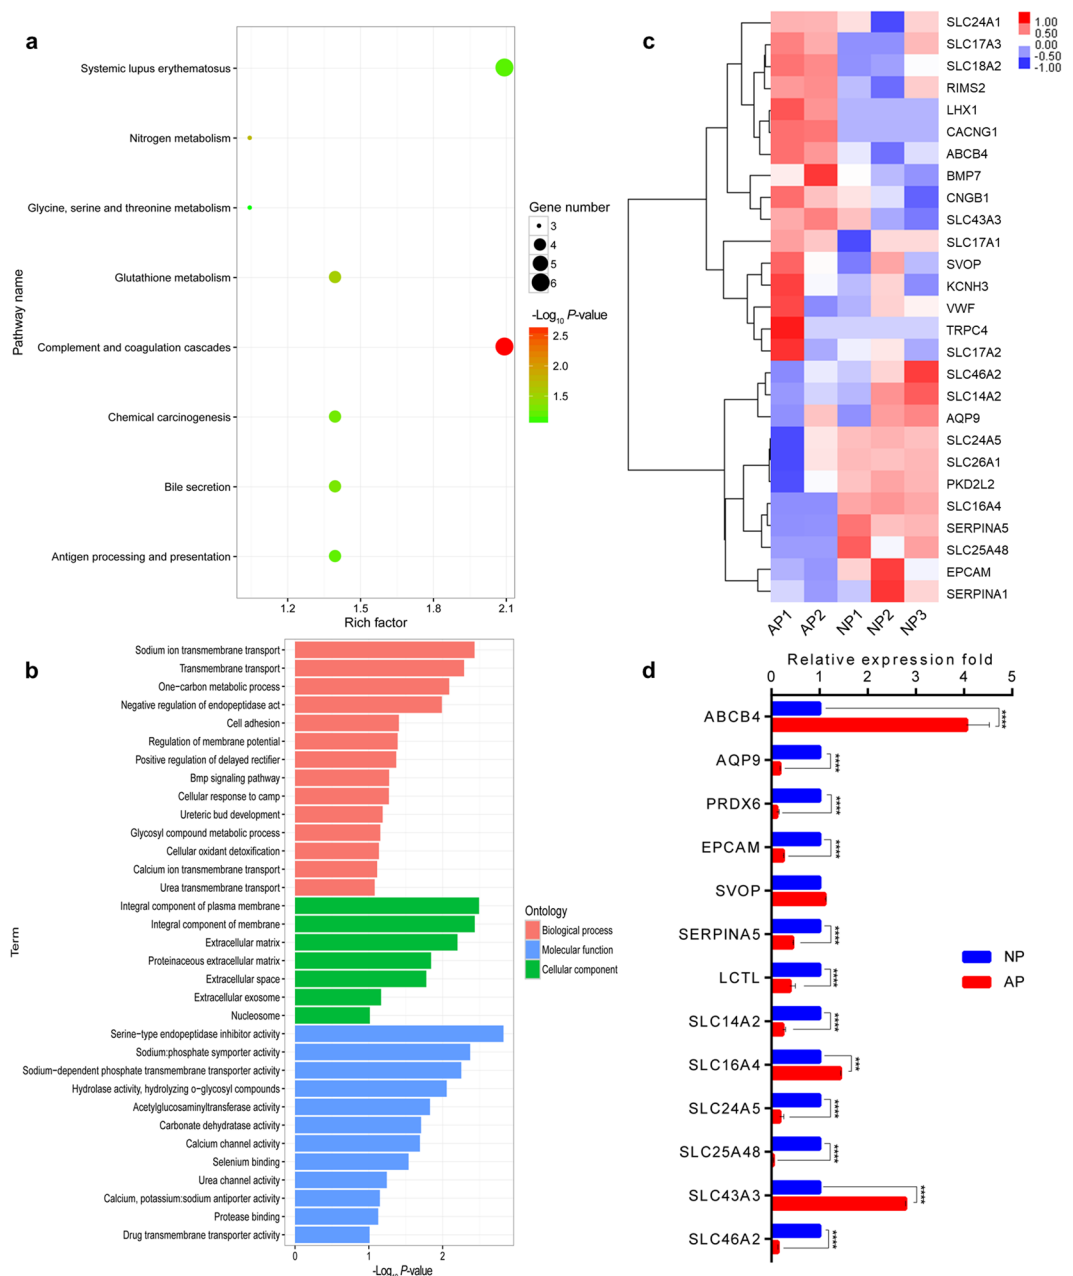 a
Systemic lupus erythematosus
Nitrogen metabolism
Glycine, serine and threonine metabolism
Glutathione metabolism
Complement and coagulation cascades
Chemical carcinogenesis
Bile secretion
Antigen processing and presentation
Pathway name
1.2 1.5 1.8 2.1
Rich factor
Gene number
3
4
5
6
-Log10 P-value
2.5
2.0
1.5
c
1.00
0.50
0.00
-0.50
-1.00
SLC24A1
SLC17A3
SLC18A2
RIMS2
LHX1
CACNG1
ABCB4
BMP7
CNGB1
SLC43A3
SLC17A1
SVOP
KCNH3
VWF
TRPC4
SLC17A2
SLC46A2
SLC14A2
AQP9
SLC24A5
SLC26A1
PKD2L2
SLC16A4
SERPINA5
SLC25A48
EPCAM
SERPINA1
AP1 AP2 NP1 NP2 NP3
b
Sodium ion transmembrane transport
Transmembrane transport
One−carbon metabolic process
Negative regulation of endopeptidase act
Cell adhesion
Regulation of membrane potential
Positive regulation of delayed rectifier
Bmp signaling pathway
Cellular response to camp
Ureteric bud development
Glycosyl compound metabolic process
Cellular oxidant detoxification
Calcium ion transmembrane transport
Urea transmembrane transport
Integral component of plasma membrane
Integral component of membrane
Extracellular matrix
Proteinaceous extracellular matrix
Extracellular space
Extracellular exosome
Nucleosome
Serine−type endopeptidase inhibitor activity
Sodium:phosphate symporter activity
Sodium−dependent phosphate transmembrane transporter activity
Hydrolase activity, hydrolyzing o−glycosyl compounds
Acetylglucosaminyltransferase activity
Carbonate dehydratase activity
Calcium channel activity
Selenium binding
Urea channel activity
Calcium, potassium:sodium antiporter activity
Protease binding
Drug transmembrane transporter activity
Term
0 1 2
-Log10 P-value
Ontology
Biological process
Molecular function
Cellular component
d
Relative expression fold
0 1 2 3 4 5
ABCB4 ****
AQP9 ****
PRDX6 ****
EPCAM ****
SVOP
SERPINA5 ****
LCTL ****
SLC14A2 ****
SLC16A4 ***
SLC24A5 ****
SLC25A48 ****
SLC43A3 ****
SLC46A2 ****
NP
AP